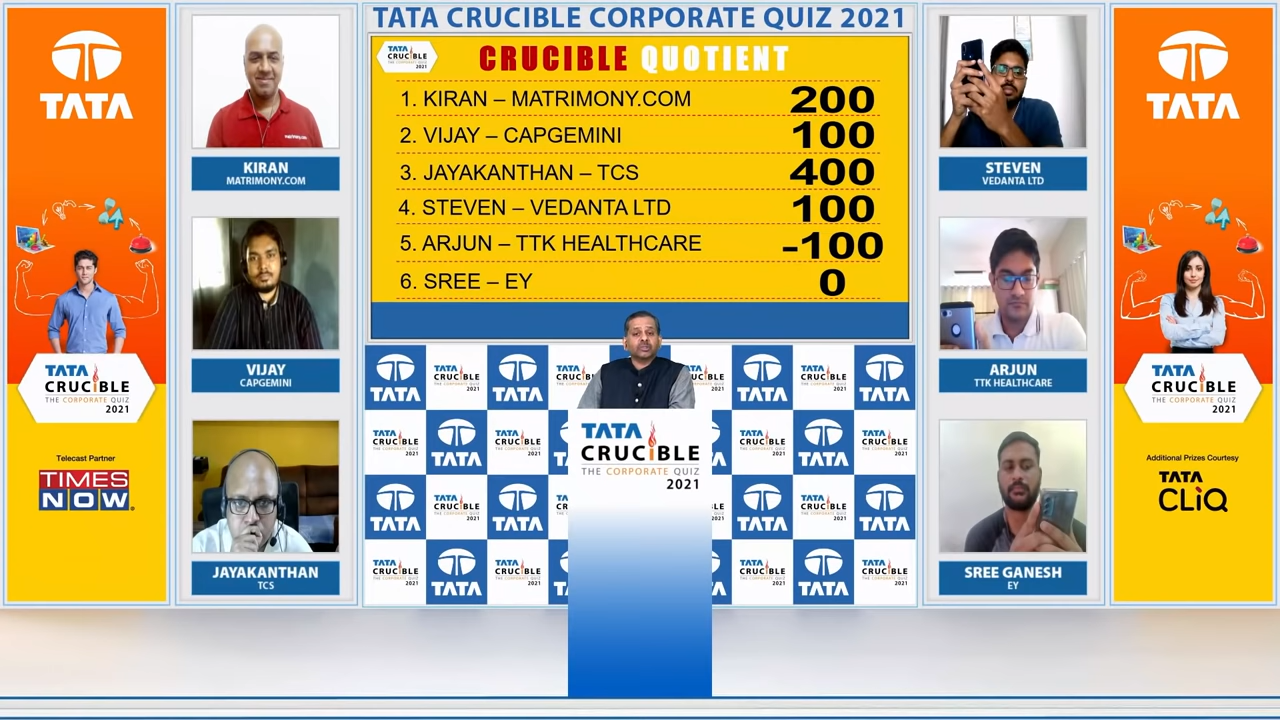 TATA CRUCIBLE CORPORATE QUIZ 2021
TATA
CRUCIBLE
2021
CRUCIBLE QUOTIENT
1. KIRAN – MATRIMONY.COM 200
2. VIJAY – CAPGEMINI 100
3. JAYAKANTHAN – TCS 400
4. STEVEN – VEDANTA LTD 100
5. ARJUN – TTK HEALTHCARE -100
6. SREE – EY 0
TATA
TATA
CRUCIBLE
THE CORPORATE QUIZ
2021
Telecast Partner
TIMES
NOW
KIRAN
MATRIMONY.COM
VIJAY
CAPGEMINI
JAYAKANTHAN
TCS
TATA
CRUCIBLE
THE CORPORATE QUIZ
2021
STEVEN
VEDANTA LTD
ARJUN
TTK HEALTHCARE
SREE GANESH
EY
TATA
TATA
CRUCIBLE
THE CORPORATE QUIZ
2021
Additional Prizes Courtesy
TATA
CLiQ